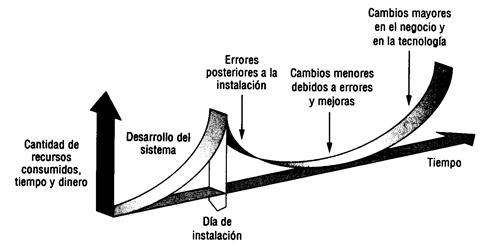 Cambios mayores
en el negocio y
en la tecnología
Errores
posteriores a la
instalación
Cambios menores
debidos a errores
y mejoras
Desarrollo del
sistema
Cantidad de
recursos
consumidos,
tiempo y dinero
Tiempo
Día de
instalación